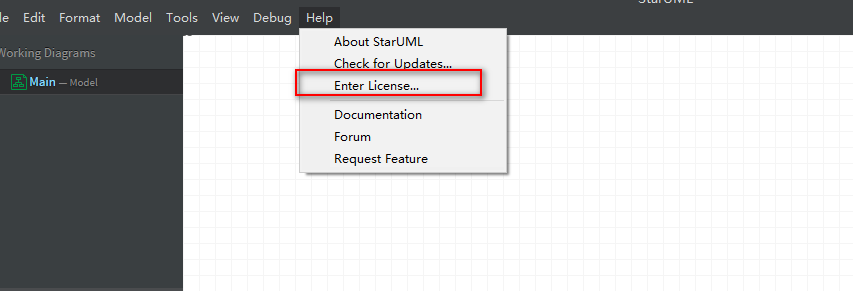 StarUML
le Edit Format Model Tools View Debug Help
About StarUML
Check for Updates...
Enter License...
Documentation
Forum
Request Feature
Working Diagrams
Main — Model